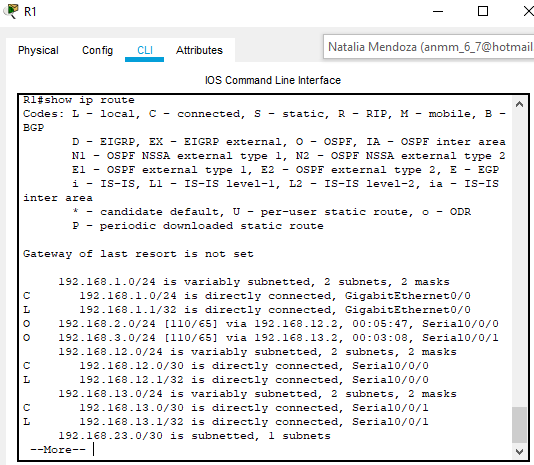 R1
Physical Config CLI Attributes
Natalia Mendoza (anmm_6_7@hotmail
IOS Command Line Interface
R1#show ip route
Codes: L - local, C - connected, S - static, R - RIP, M - mobile, B -
BGP
D - EIGRP, EX - EIGRP external, O - OSPF, IA - OSPF inter area
N1 - OSPF NSSA external type 1, N2 - OSPF NSSA external type 2
E1 - OSPF external type 1, E2 - OSPF external type 2, E - EGP
i - IS-IS, L1 - IS-IS level-1, L2 - IS-IS level-2, ia - IS-IS
inter area
* - candidate default, U - per-user static route, o - ODR
P - periodic downloaded static route
Gateway of last resort is not set
192.168.1.0/24 is variably subnetted, 2 subnets, 2 masks
C 192.168.1.0/24 is directly connected, GigabitEthernet0/0
L 192.168.1.1/32 is directly connected, GigabitEthernet0/0
O 192.168.2.0/24 [110/65] via 192.168.12.2, 00:05:47, Serial0/0/0
O 192.168.3.0/24 [110/65] via 192.168.13.2, 00:03:08, Serial0/0/1
192.168.12.0/24 is variably subnetted, 2 subnets, 2 masks
C 192.168.12.0/30 is directly connected, Serial0/0/0
L 192.168.12.1/32 is directly connected, Serial0/0/0
192.168.13.0/24 is variably subnetted, 2 subnets, 2 masks
C 192.168.13.0/30 is directly connected, Serial0/0/1
L 192.168.13.1/32 is directly connected, Serial0/0/1
192.168.23.0/30 is subnetted, 1 subnets
--More--